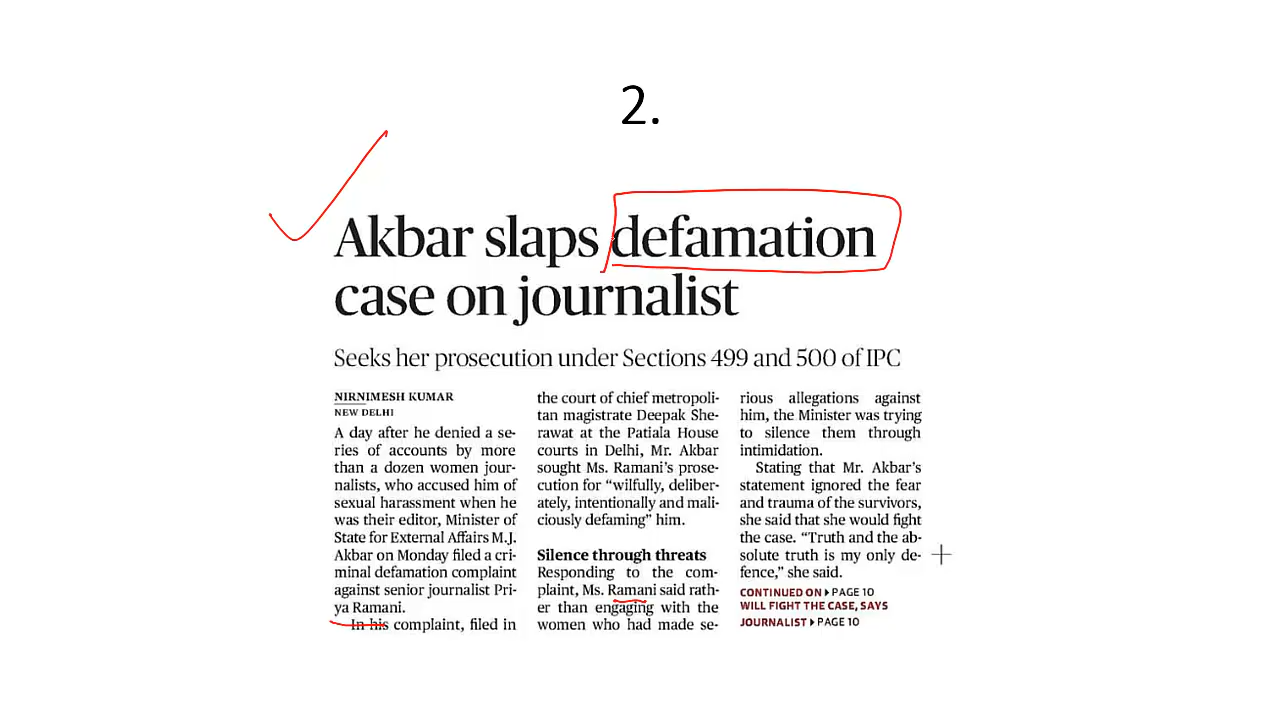 2.
Akbar slaps defamation
case on journalist
Seeks her prosecution under Sections 499 and 500 of IPC
NIRNIMESH KUMAR
NEW DELHI
A day after he denied a se-
ries of accounts by more
than a dozen women jour-
nalists, who accused him of
sexual harassment when he
was their editor, Minister of
State for External Affairs M.J.
Akbar on Monday filed a cri-
minal defamation complaint
against senior journalist Pri-
ya Ramani.
In his complaint, filed in
the court of chief metropoli-
tan magistrate Deepak She-
rawat at the Patiala House
courts in Delhi, Mr. Akbar
sought Ms. Ramani's prose-
cution for “wilfully, deliber-
ately, intentionally and mali-
ciously defaming” him.
Silence through threats
Responding to the com-
plaint, Ms. Ramani said rath-
er than engaging with the
women who had made se-
rious allegations against
him, the Minister was trying
to silence them through
intimidation.
Stating that Mr. Akbar's
statement ignored the fear
and trauma of the survivors,
she said that she would fight
the case. “Truth and the ab-
solute truth is my only de-
fence,” she said.
CONTINUED ON PAGE 10
WILL FIGHT THE CASE, SAYS
JOURNALIST PAGE 10